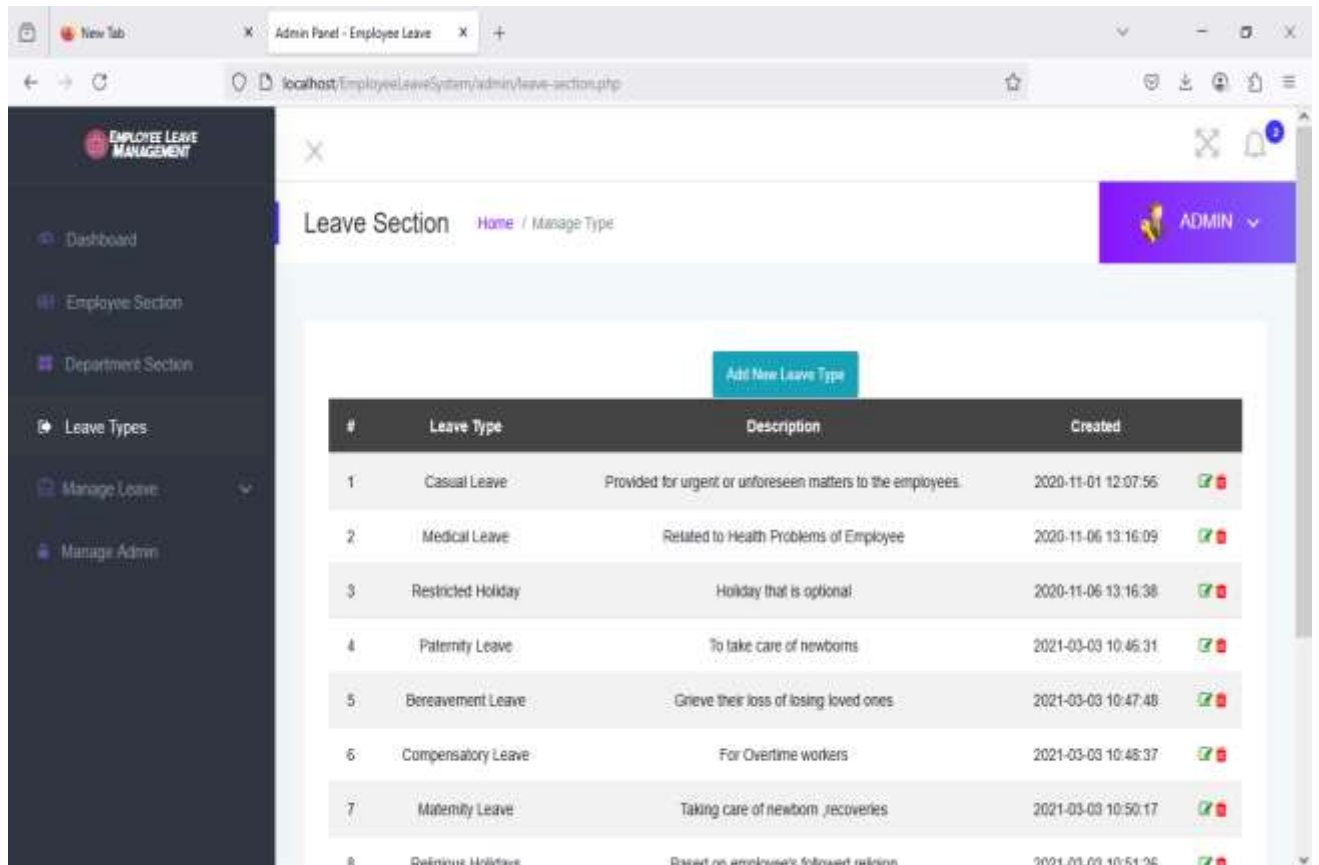 New Tab
Admin Panel - Employee Leave
localhost/EmployeeLeaveSystem/admin/leave-section.php
EMPLOYEE LEAVE
MANAGEMENT
2
Leave Section Home / Manage Type
ADMIN
Dashboard
Employee Section
Department Section
Leave Types
Manage Leave
Manage Admin
Add New Leave Type
# Leave Type Description Created
1 Casual Leave Provided for urgent or unforeseen matters to the employees. 2020-11-01 12:07:56
2 Medical Leave Related to Health Problems of Employee 2020-11-06 13:16:09
3 Restricted Holiday Holiday that is optional 2020-11-06 13:16:38
4 Paternity Leave To take care of newborns 2021-03-03 10:46:31
5 Bereavement Leave Grieve their loss of losing loved ones 2021-03-03 10:47:48
6 Compensatory Leave For Overtime workers 2021-03-03 10:48:37
7 Maternity Leave Taking care of newborn ,recoveries 2021-03-03 10:50:17
8 Religious Holidays Based on employee's followed religion 2021-03-03 10:51:26